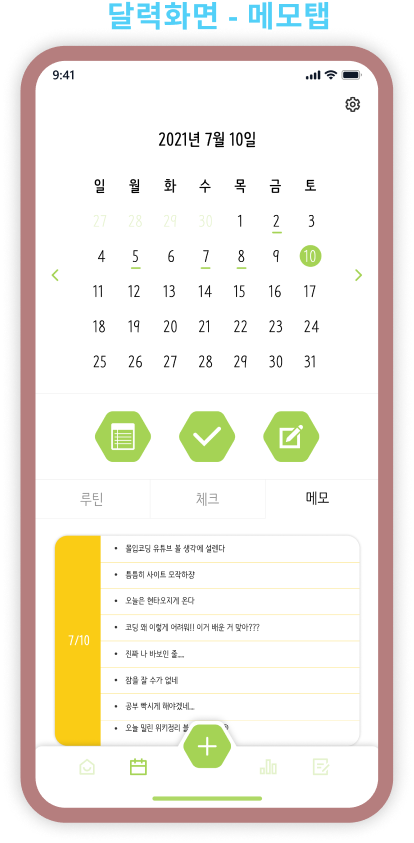 달력화면 - 메모탭
9:41
2021년 7월 10일
일 월 화 수 목 금 토
27 28 29 30 1 2 3
4 5 6 7 8 9 10
11 12 13 14 15 16 17
18 19 20 21 22 23 24
25 26 27 28 29 30 31
루틴 체크 메모
7/10
• 몰입코딩 유튜브 볼 생각에 설렌다
• 틈틈히 사이트 모작하쟝
• 오늘은 현타오지게 온다
• 코딩 왜 이렇게 어려워!! 이거 배운 거 맞아???
• 진짜 나 바보인 줄...
• 잠을 잘 수가 없네
• 공부 빡시게 해야겠네...
• 오늘 밀린 위키정리